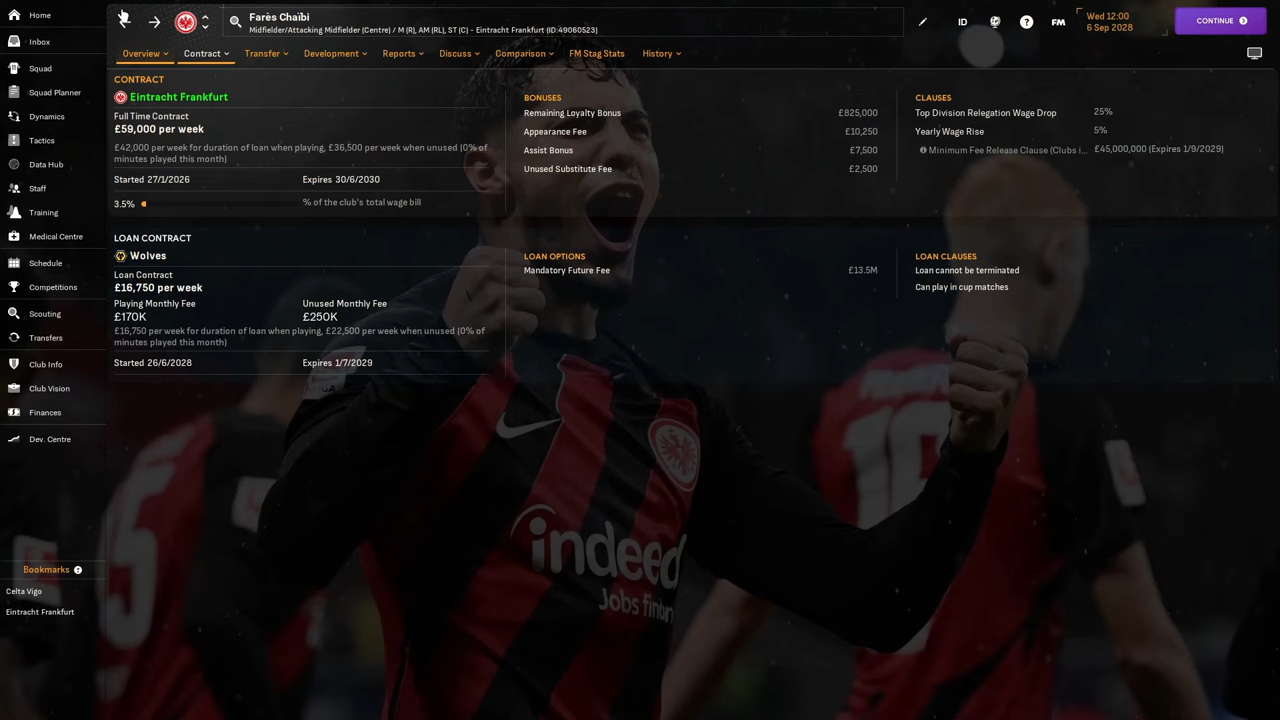 Home
Inbox
Squad
Squad Planner
Dynamics
Tactics
Data Hub
Staff
Training
Medical Centre
Schedule
Competitions
Scouting
Transfers
Club Info
Club Vision
Finances
Dev. Centre
Bookmarks ?
Celta Vigo
Eintracht Frankfurt
Farès Chaïbi
Midfielder/Attacking Midfielder (Centre) / M (R), AM (RL), ST (C) - Eintracht Frankfurt (ID:49060523)
ID
?
FM
Wed 12:00
6 Sep 2028
CONTINUE
Overview
Contract
Transfer
Development
Reports
Discuss
Comparison
FM Stag Stats
History
CONTRACT
Eintracht Frankfurt
Full Time Contract
£59,000 per week
£42,000 per week for duration of loan when playing, £36,500 per week when unused (0% of
minutes played this month)
Started 27/1/2026 Expires 30/6/2030
3.5% % of the club's total wage bill
BONUSES
Remaining Loyalty Bonus £825,000
Appearance Fee £10,250
Assist Bonus £7,500
Unused Substitute Fee £2,500
CLAUSES
Top Division Relegation Wage Drop 25%
Yearly Wage Rise 5%
Minimum Fee Release Clause (Clubs i... £45,000,000 (Expires 1/9/2029)
LOAN CONTRACT
Wolves
Loan Contract
£16,750 per week
Playing Monthly Fee Unused Monthly Fee
£170K £250K
£16,750 per week for duration of loan when playing, £22,500 per week when unused (0% of
minutes played this month)
Started 26/6/2028 Expires 1/7/2029
LOAN OPTIONS
Mandatory Future Fee £13.5M
LOAN CLAUSES
Loan cannot be terminated
Can play in cup matches
indeed
Jobs